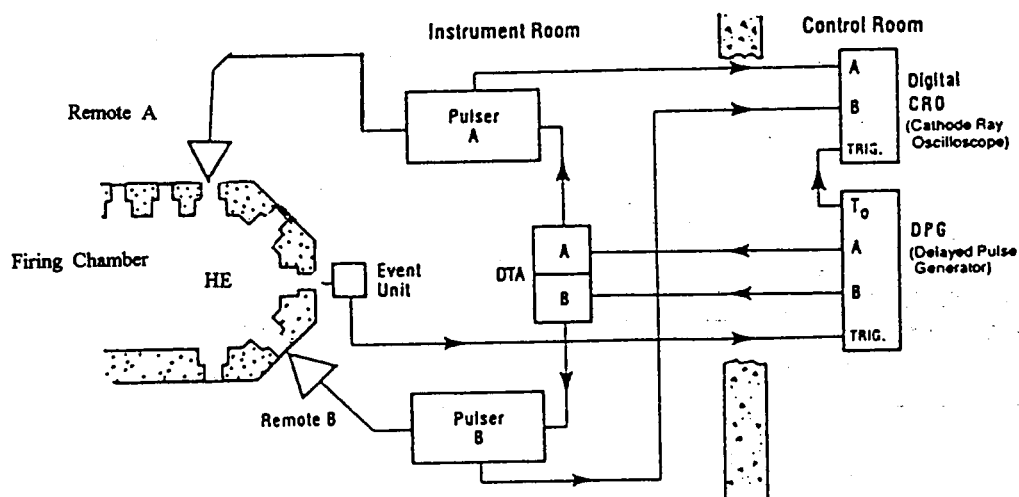 Instrument Room
Control Room
Remote A
Pulser
A
A
B
TRIG.
Digital
CRO
(Cathode Ray
Oscilloscope)
Firing Chamber
HE
Event
Unit
DTA
A
B
To
A
B
TRIG.
DPG
(Delayed Pulse
Generator)
Remote B
Pulser
B